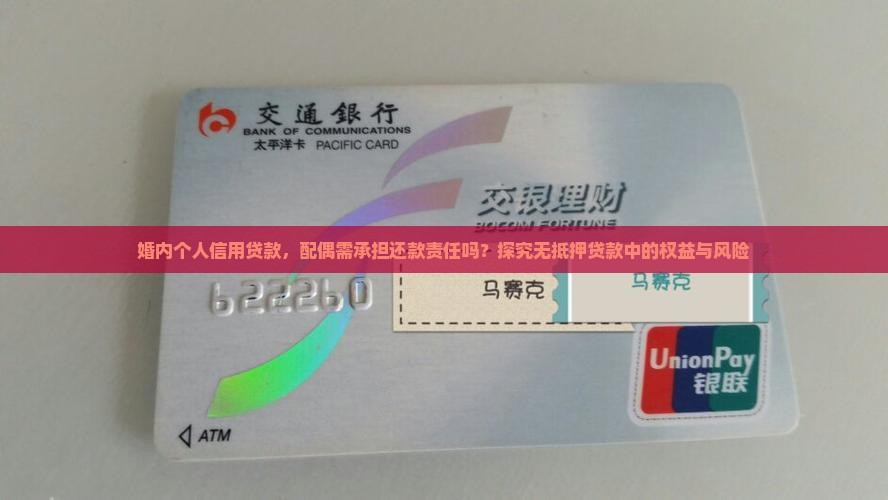 交通銀行
BANK OF COMMUNICATIONS
太平洋卡 PACIFIC CARD
交银理财
BOCOM FORTUNE
婚内个人信用贷款，配偶需承担还款责任吗？探究无抵押贷款中的权益与风险
622260
马赛克
马赛克
UnionPay
银联
ATM